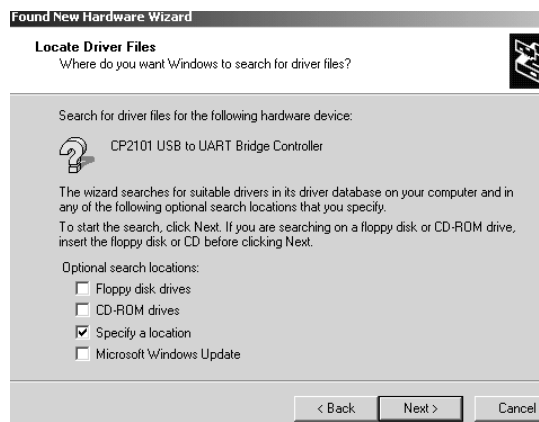 Found New Hardware Wizard
Locate Driver Files
Where do you want Windows to search for driver files?
Search for driver files for the following hardware device:
CP2101 USB to UART Bridge Controller
The wizard searches for suitable drivers in its driver database on your computer and in
any of the following optional search locations that you specify.
To start the search, click Next. If you are searching on a floppy disk or CD-ROM drive,
insert the floppy disk or CD before clicking Next.
Optional search locations:
Floppy disk drives
CD-ROM drives
Specify a location
Microsoft Windows Update
< Back Next > Cancel